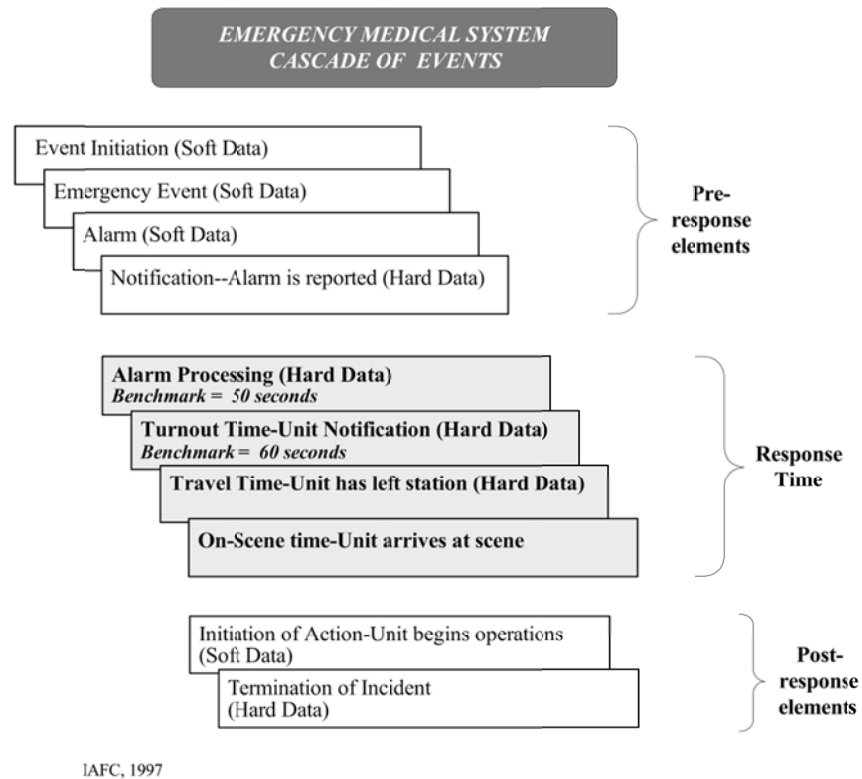 EMERGENCY MEDICAL SYSTEM
CASCADE OF EVENTS
Event Initiation (Soft Data)
Emergency Event (Soft Data)
Alarm (Soft Data)
Notification--Alarm is reported (Hard Data)
Pre-
response
elements
Alarm Processing (Hard Data)
Benchmark = 50 seconds
Turnout Time-Unit Notification (Hard Data)
Benchmark = 60 seconds
Travel Time-Unit has left station (Hard Data)
On-Scene time-Unit arrives at scene
Response
Time
Initiation of Action-Unit begins operations
(Soft Data)
Termination of Incident
(Hard Data)
Post-
response
elements
IAFC, 1997